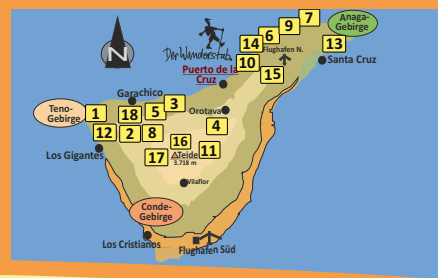 Anaga-
Gebirge
7
9
6
14
13
N
Der Wanderstab
Flughafen N.
Santa Cruz
Puerto de la
Cruz
10
15
Garachico
Teno-
Gebirge
1
18
5
3
Orotava
4
12
2
8
16
11
Los Gigantes
17
Teide
3.718 m
Vilaflor
Conde-
Gebirge
Los Cristianos
Flughafen Süd